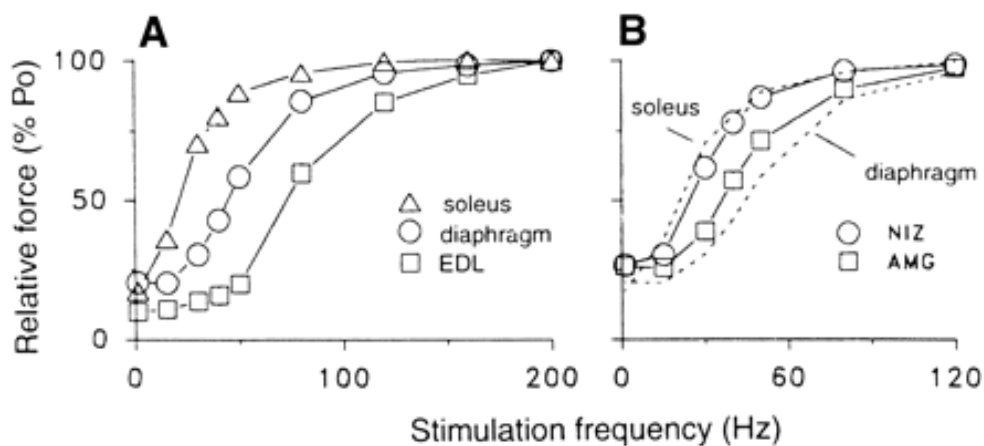 A
B
Relative force (% Po)
100
50
0
soleus
diaphragm
EDL
0
100
200
soleus
diaphragm
NIZ
AMG
0
60
120
Stimulation frequency (Hz)